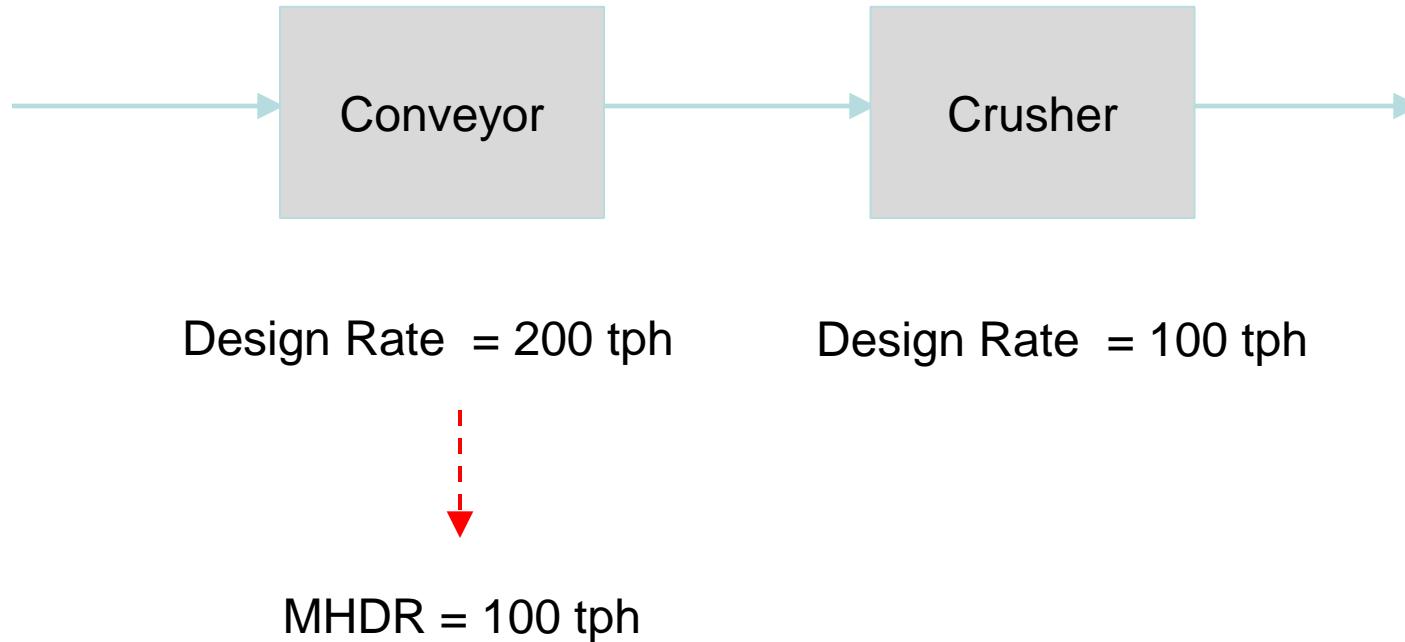 Conveyor
Crusher
Design Rate = 200 tph
Design Rate = 100 tph
MHDR = 100 tph